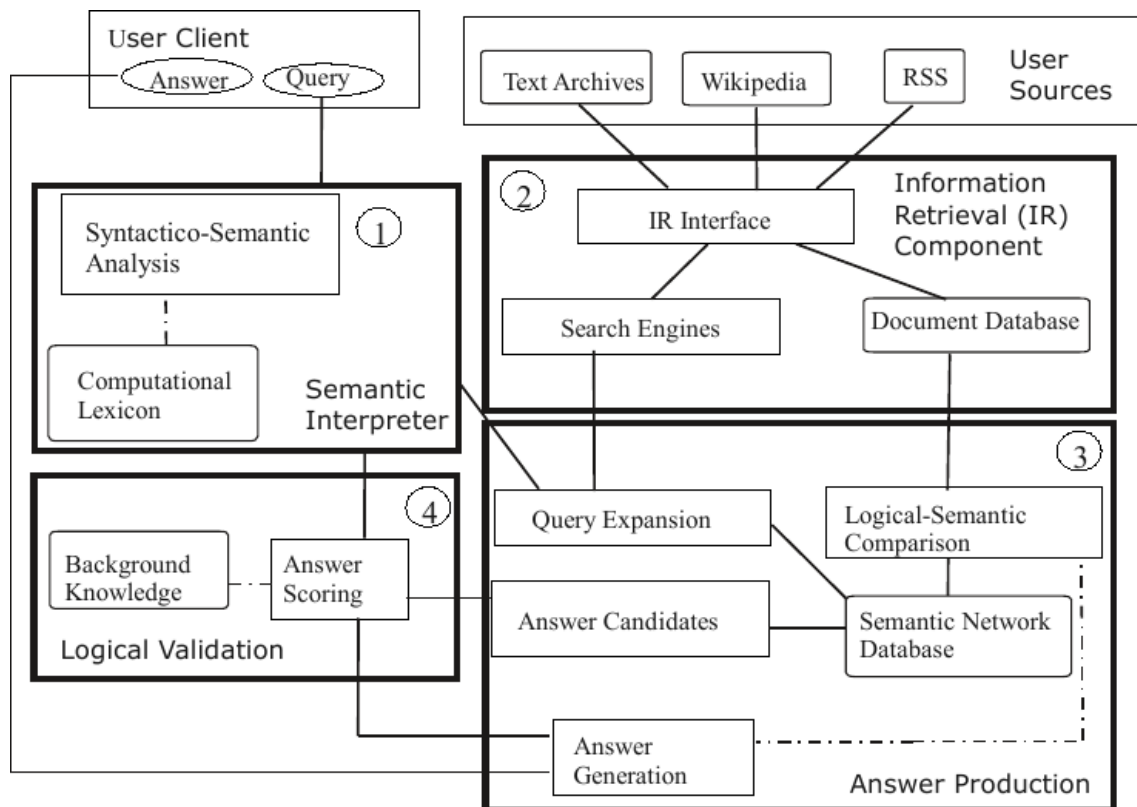 User Client
Answer
Query
Text Archives
Wikipedia
RSS
User
Sources
1
Syntactico-Semantic
Analysis
Computational
Lexicon
Semantic
Interpreter
2
Information
Retrieval (IR)
Component
IR Interface
Search Engines
Document Database
3
Query Expansion
Logical-Semantic
Comparison
Answer Candidates
Semantic Network
Database
Answer
Generation
Answer Production
4
Background
Knowledge
Answer
Scoring
Logical Validation